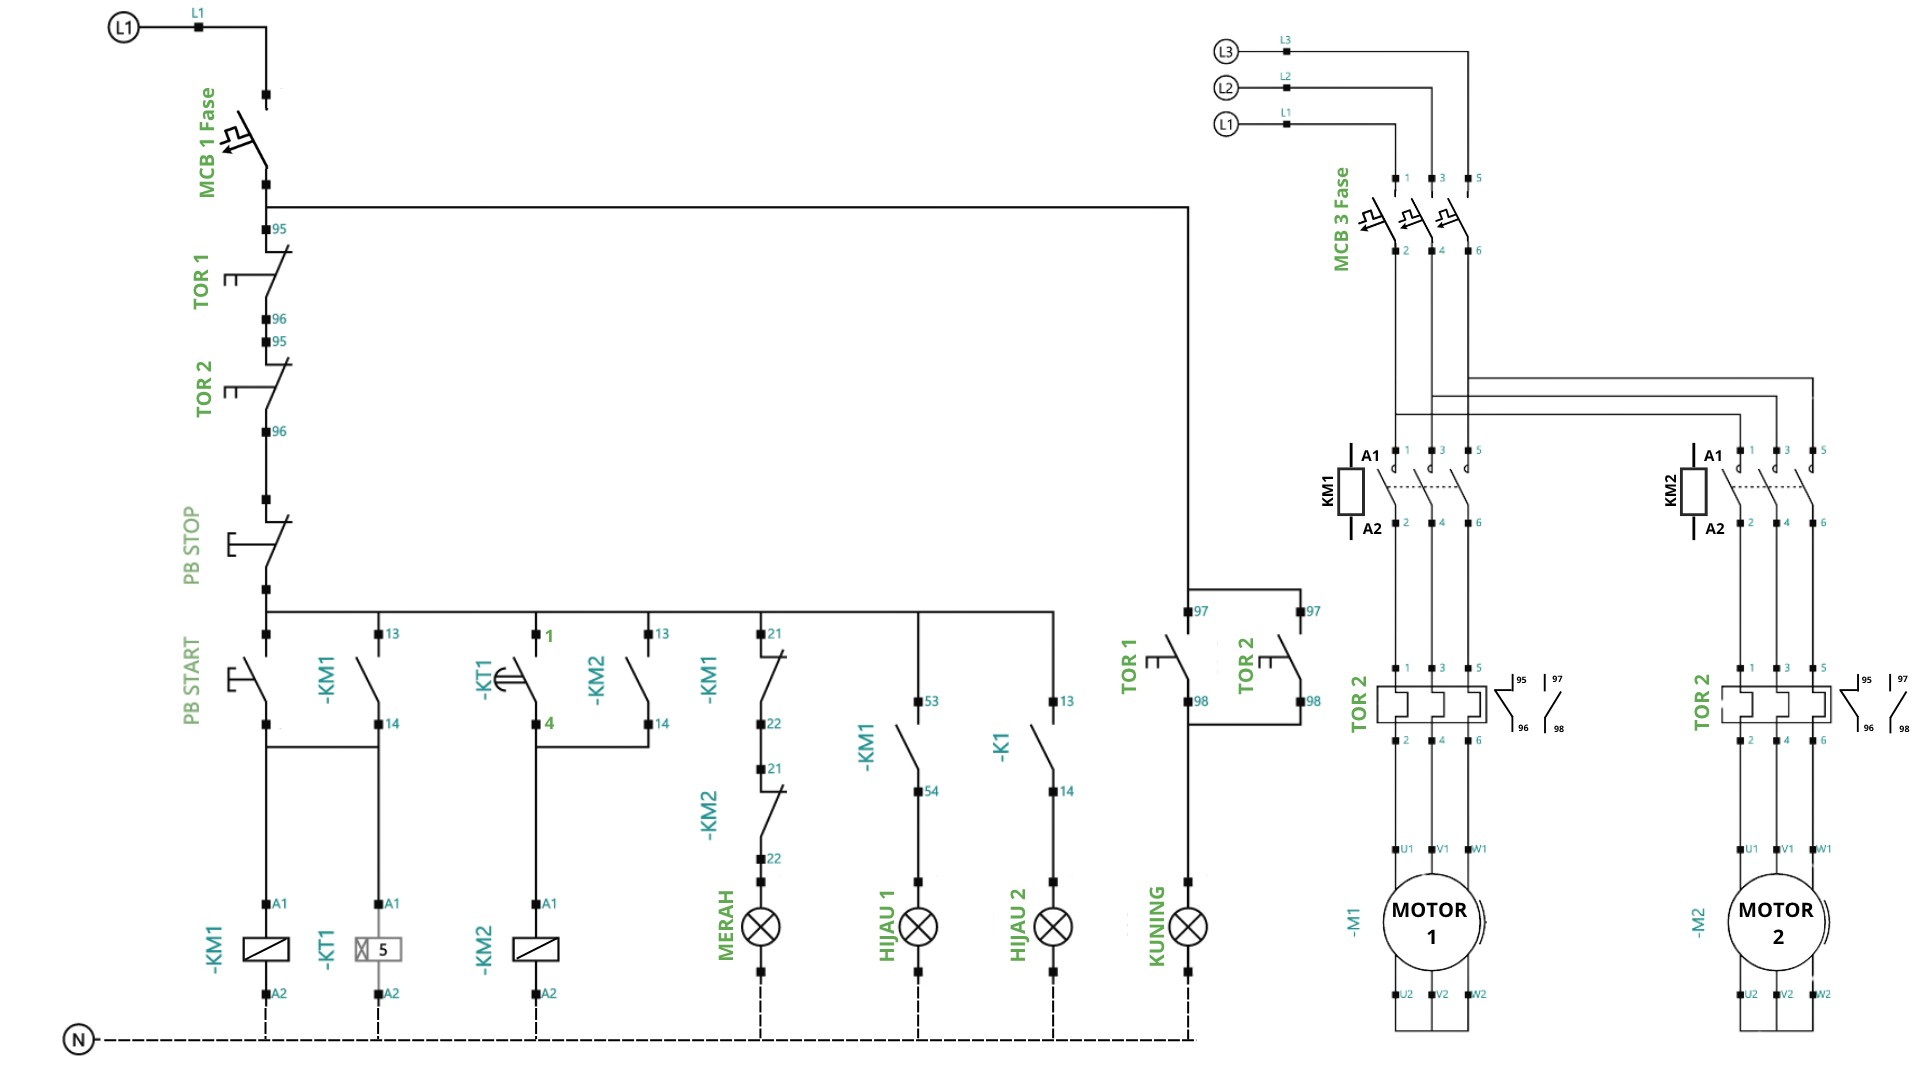 L1
L1
MCB 1 Fase
95
TOR 1
96
95
TOR 2
96
PB STOP
PB START
13
-KM1
14
1
-KT1
4
13
-KM2
14
21
-KM1
22
21
-KM2
22
53
-KM1
54
13
-K1
14
97
TOR 1
98
97
TOR 2
98
A1
-KM1
A2
A1
-KT1
5
A2
A1
-KM2
A2
MERAH
HIJAU 1
HIJAU 2
KUNING
N
L3
L3
L2
L2
L1
L1
1
3
5
MCB 3 Fase
2
4
6
A1
1
3
5
KM1
A2
2
4
6
A1
1
3
5
KM2
A2
2
4
6
1
3
5
TOR 2
95
97
96
98
2
4
6
1
3
5
TOR 2
95
97
96
98
2
4
6
U1
V1
W1
-M1
MOTOR
1
U2
V2
W2
U1
V1
W1
-M2
MOTOR
2
U2
V2
W2